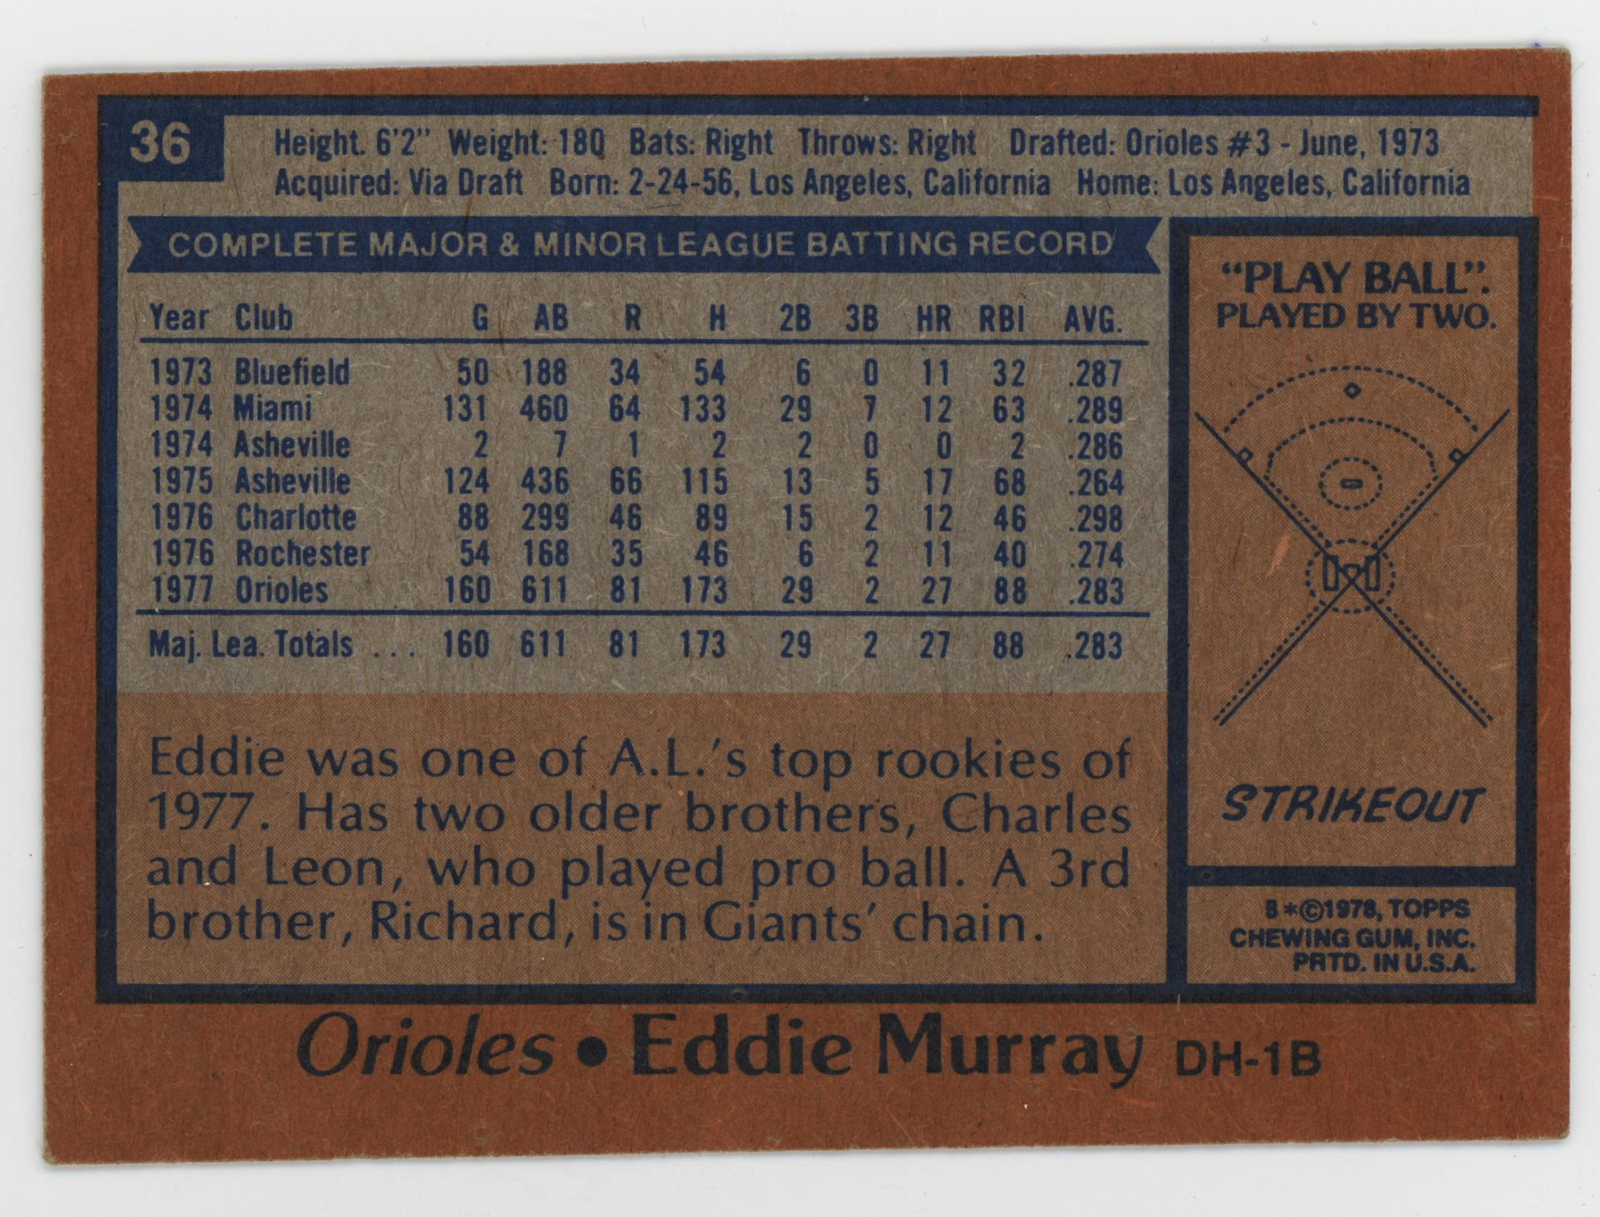 36
Height. 6'2" Weight: 180 Bats: Right Throws: Right Drafted: Orioles #3 - June, 1973
Acquired: Via Draft Born: 2-24-56, Los Angeles, California Home: Los Angeles, California
COMPLETE MAJOR & MINOR LEAGUE BATTING RECORD
Year Club G AB R H 2B 3B HR RBI AVG.
1973 Bluefield 50 188 34 54 6 0 11 32 .287
1974 Miami 131 460 64 133 29 7 12 63 .289
1974 Asheville 2 7 1 2 2 0 0 2 .286
1975 Asheville 124 436 66 115 13 5 17 68 .264
1976 Charlotte 88 299 46 89 15 2 12 46 .298
1976 Rochester 54 168 35 46 6 2 11 40 .274
1977 Orioles 160 611 81 173 29 2 27 88 .283
Maj. Lea. Totals ... 160 611 81 173 29 2 27 88 .283
Eddie was one of A.L.'s top rookies of
1977. Has two older brothers, Charles
and Leon, who played pro ball. A 3rd
brother, Richard, is in Giants' chain.
"PLAY BALL".
PLAYED BY TWO.
STRIKEOUT
B*©1978, TOPPS
CHEWING GUM, INC.
PRTD. IN U.S.A.
Orioles • Eddie Murray DH-1B